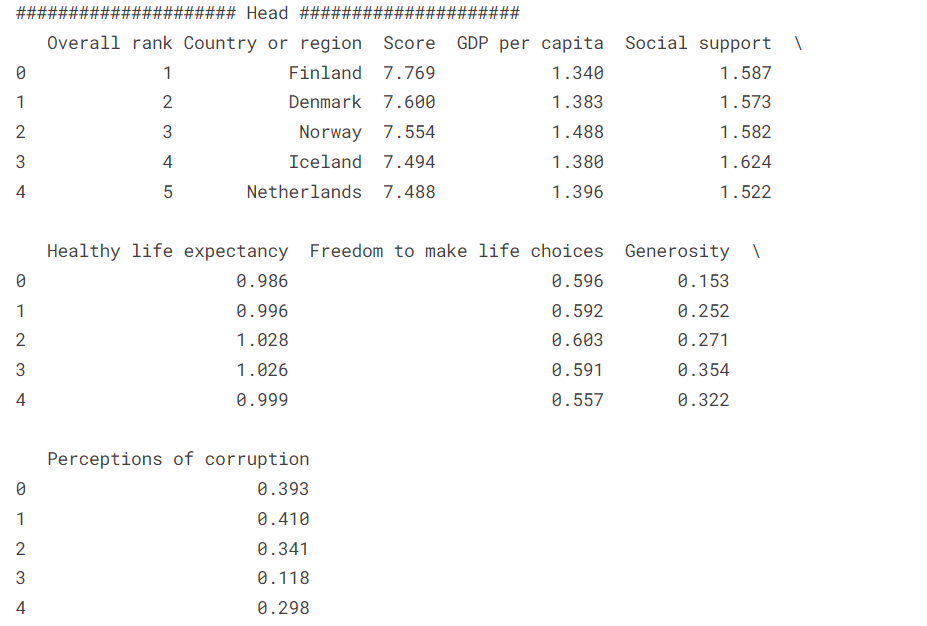 ##################### Head #####################
Overall rank Country or region  Score  GDP per capita  Social support  \
0             1           Finland  7.769           1.340           1.587
1             2           Denmark  7.600           1.383           1.573
2             3            Norway  7.554           1.488           1.582
3             4           Iceland  7.494           1.380           1.624
4             5       Netherlands  7.488           1.396           1.522
Healthy life expectancy  Freedom to make life choices  Generosity  \
0                    0.986                         0.596       0.153
1                    0.996                         0.592       0.252
2                    1.028                         0.603       0.271
3                    1.026                         0.591       0.354
4                    0.999                         0.557       0.322
Perceptions of corruption
0                      0.393
1                      0.410
2                      0.341
3                      0.118
4                      0.298